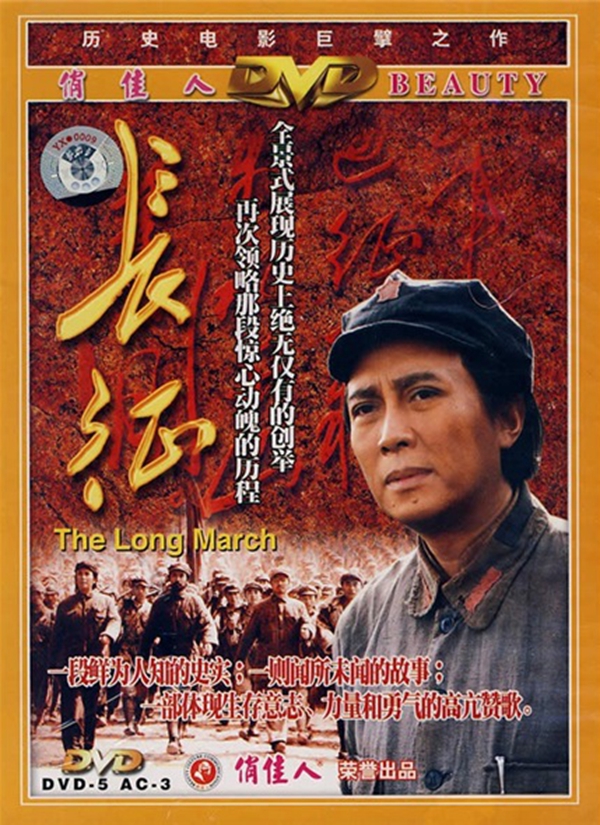 历史电影巨擘之作
俏佳人 DVD BEAUTY
YX•0009
长征
全景式展现历史上绝无仅有的创举
再次领略那段惊心动魄的历程
The Long March
一段鲜为人知的史实；一则闻所未闻的故事；
一部体现生存意志、力量和勇气的高亢赞歌。
DVD
DVD-5 AC-3
俏佳人 荣誉出品